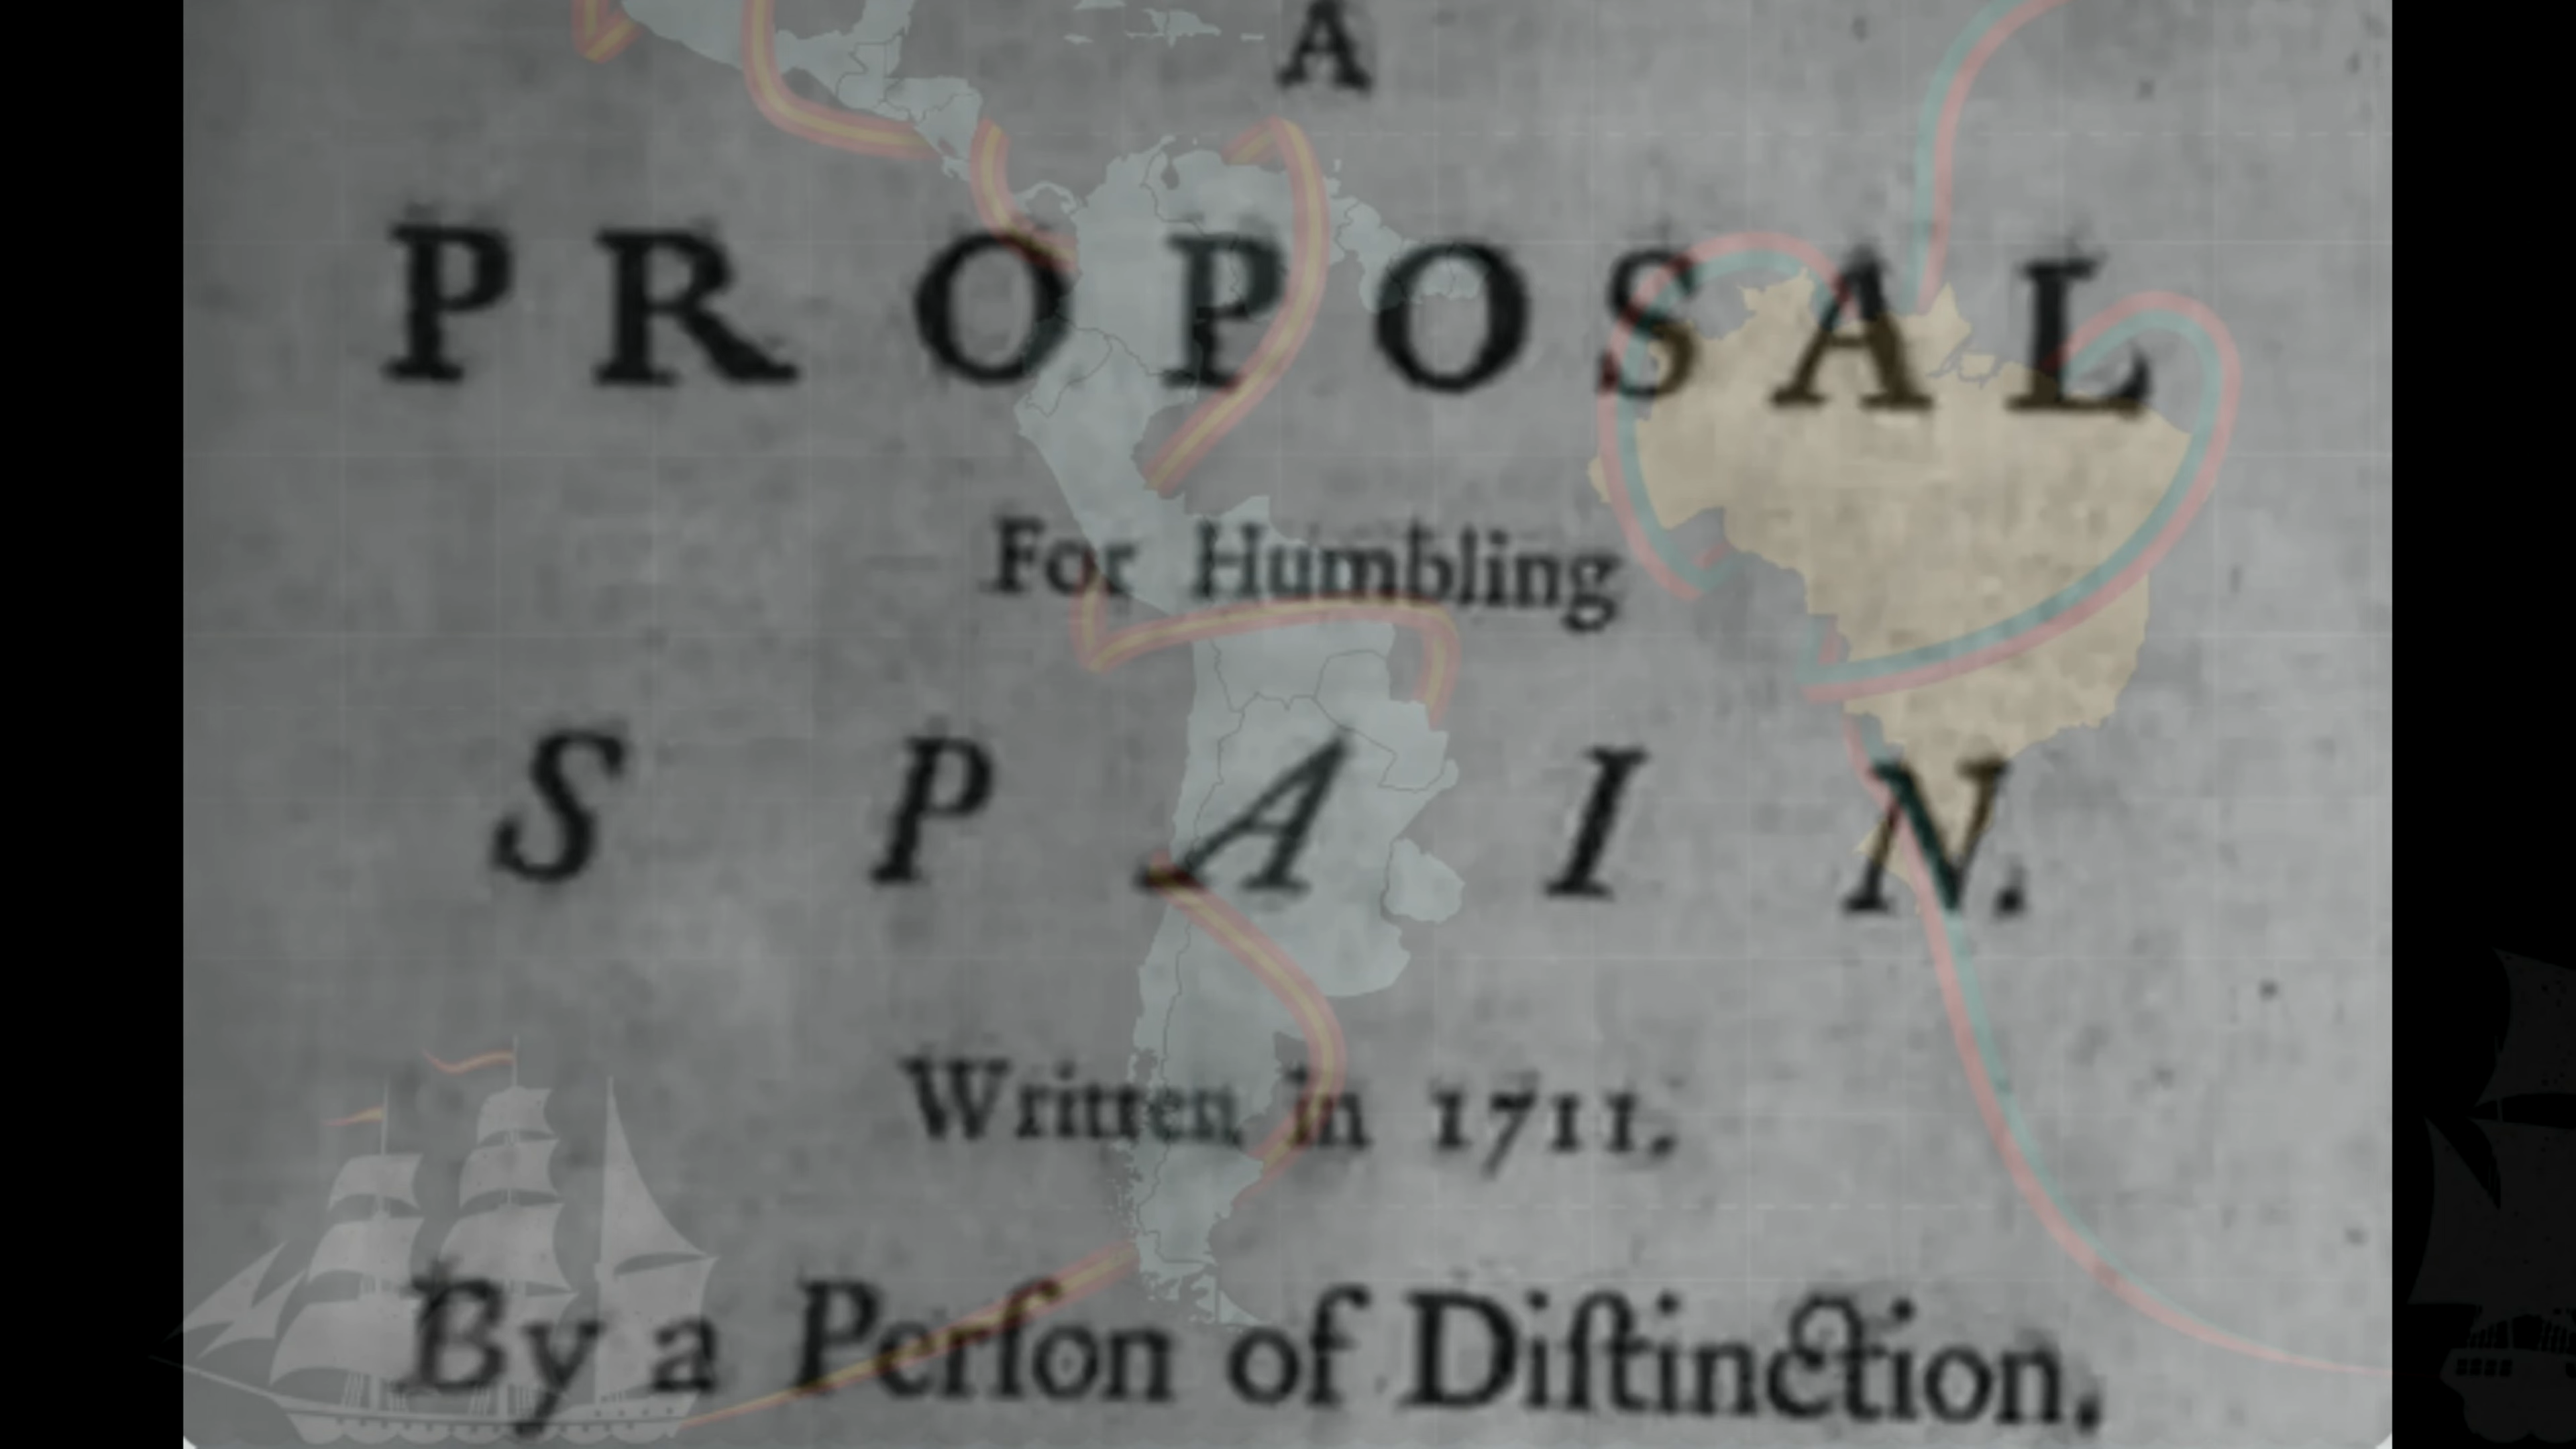 A
PROPOSAL
For Humbling
SPAIN.
Written in 1711.
By a Perſon of Diſtinction.